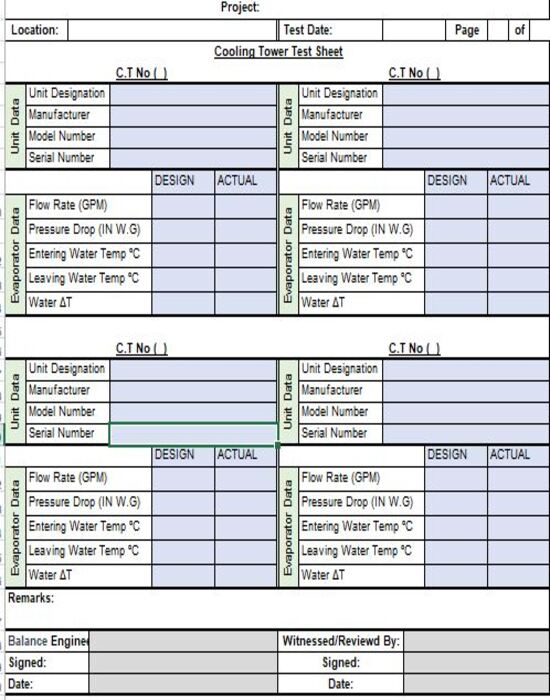 Project:
Location: Test Date: Page of
Cooling Tower Test Sheet
C.T No ( ) C.T No ( )
Unit Data Unit Designation Unit Data Unit Designation
Manufacturer Manufacturer
Model Number Model Number
Serial Number Serial Number
DESIGN ACTUAL DESIGN ACTUAL
Evaporator Data Flow Rate (GPM) Evaporator Data Flow Rate (GPM)
Pressure Drop (IN W.G) Pressure Drop (IN W.G)
Entering Water Temp °C Entering Water Temp °C
Leaving Water Temp °C Leaving Water Temp °C
Water ΔT Water ΔT
C.T No ( ) C.T No ( )
Unit Data Unit Designation Unit Data Unit Designation
Manufacturer Manufacturer
Model Number Model Number
Serial Number Serial Number
DESIGN ACTUAL DESIGN ACTUAL
Evaporator Data Flow Rate (GPM) Evaporator Data Flow Rate (GPM)
Pressure Drop (IN W.G) Pressure Drop (IN W.G)
Entering Water Temp °C Entering Water Temp °C
Leaving Water Temp °C Leaving Water Temp °C
Water ΔT Water ΔT
Remarks:
Balance Enginee Witnessed/Reviewd By:
Signed: Signed:
Date: Date: